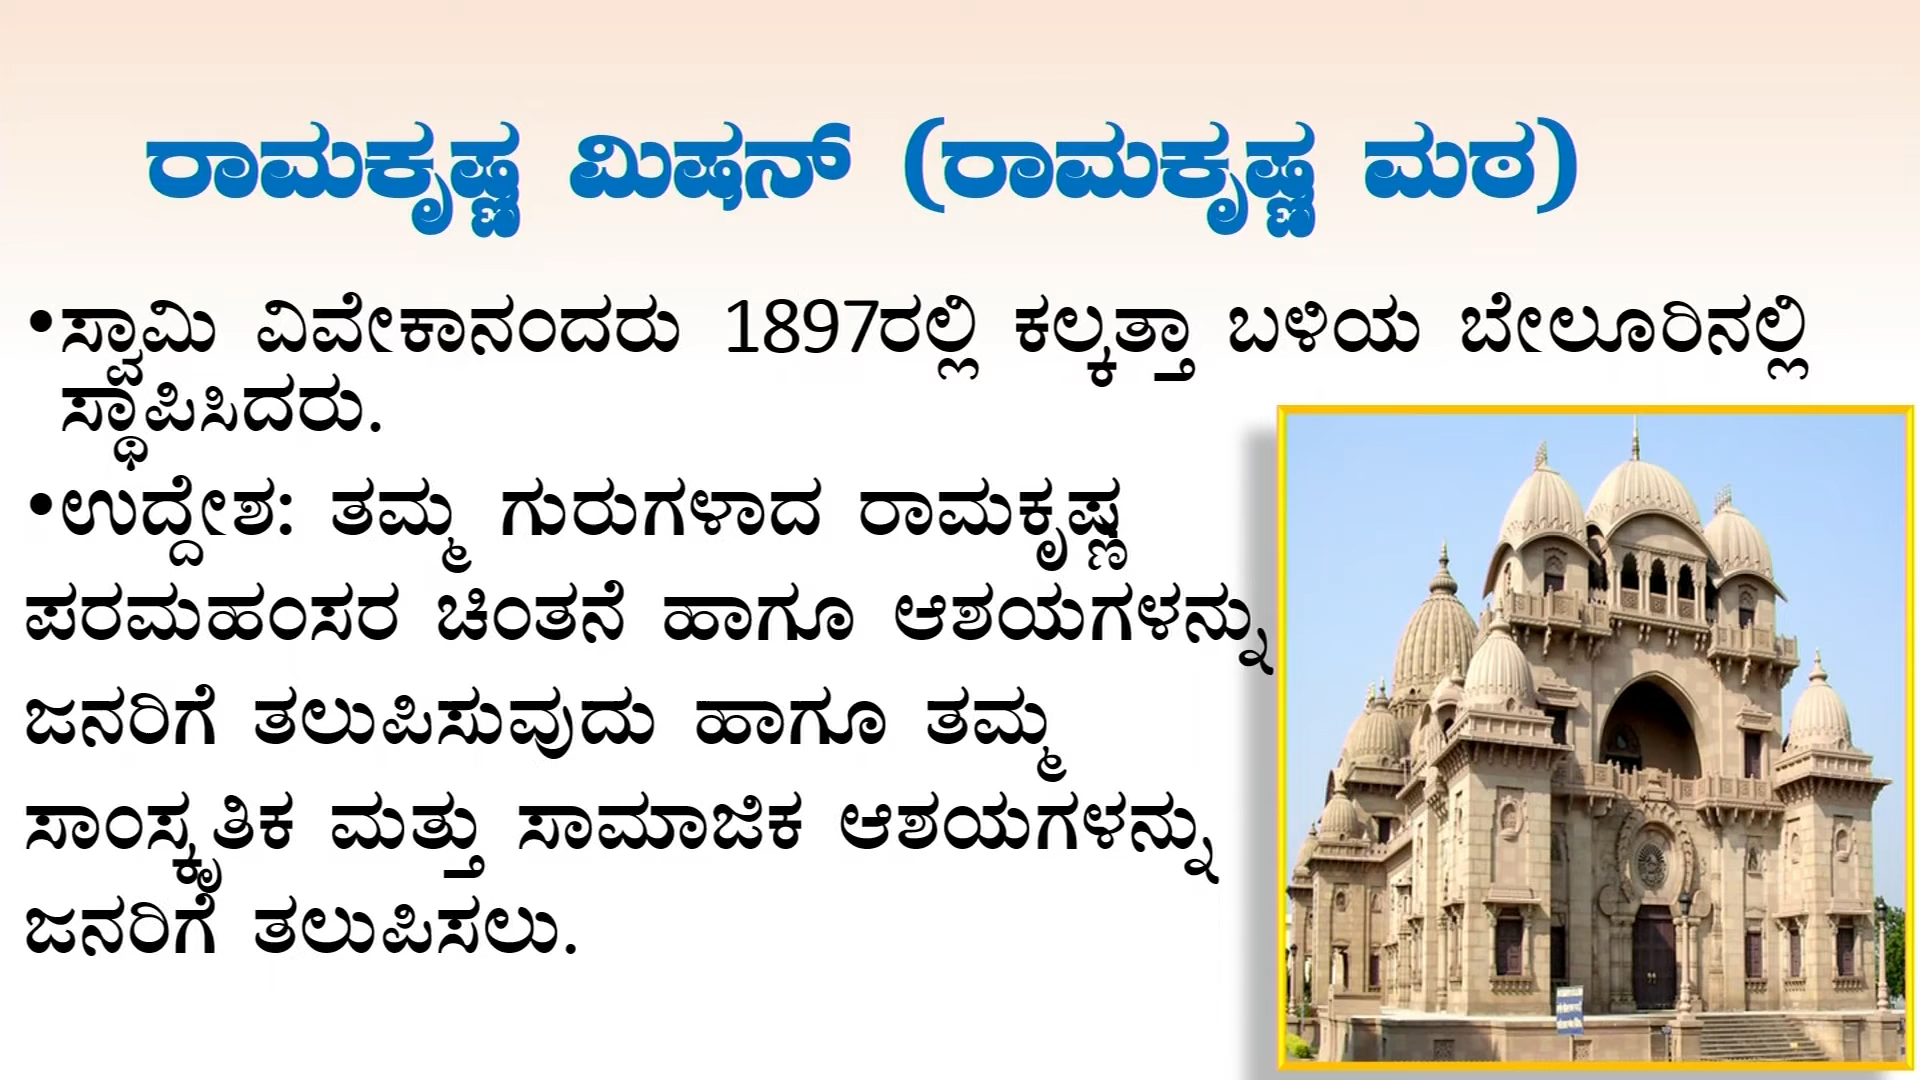 ರಾಮಕೃಷ್ಣ ಮಿಷನ್ (ರಾಮಕೃಷ್ಣ ಮಠ)
•ಸ್ವಾಮಿ ವಿವೇಕಾನಂದರು 1897ರಲ್ಲಿ ಕಲ್ಕತ್ತಾ ಬಳಿಯ ಬೇಲೂರಿನಲ್ಲಿ
ಸ್ಥಾಪಿಸಿದರು.
•ಉದ್ದೇಶ: ತಮ್ಮ ಗುರುಗಳಾದ ರಾಮಕೃಷ್ಣ
ಪರಮಹಂಸರ ಚಿಂತನೆ ಹಾಗೂ ಆಶಯಗಳನ್ನು
ಜನರಿಗೆ ತಲುಪಿಸುವುದು ಹಾಗೂ ತಮ್ಮ
ಸಾಂಸ್ಕೃತಿಕ ಮತ್ತು ಸಾಮಾಜಿಕ ಆಶಯಗಳನ್ನು
ಜನರಿಗೆ ತಲುಪಿಸಲು.